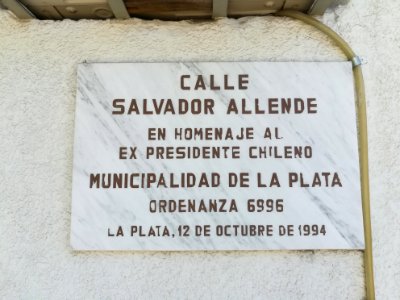 CALLE
SALVADOR ALLENDE
EN HOMENAJE AL
EX PRESIDENTE CHILENO
MUNICIPALIDAD DE LA PLATA
ORDENANZA 6996
LA PLATA, 12 DE OCTUBRE DE 1994